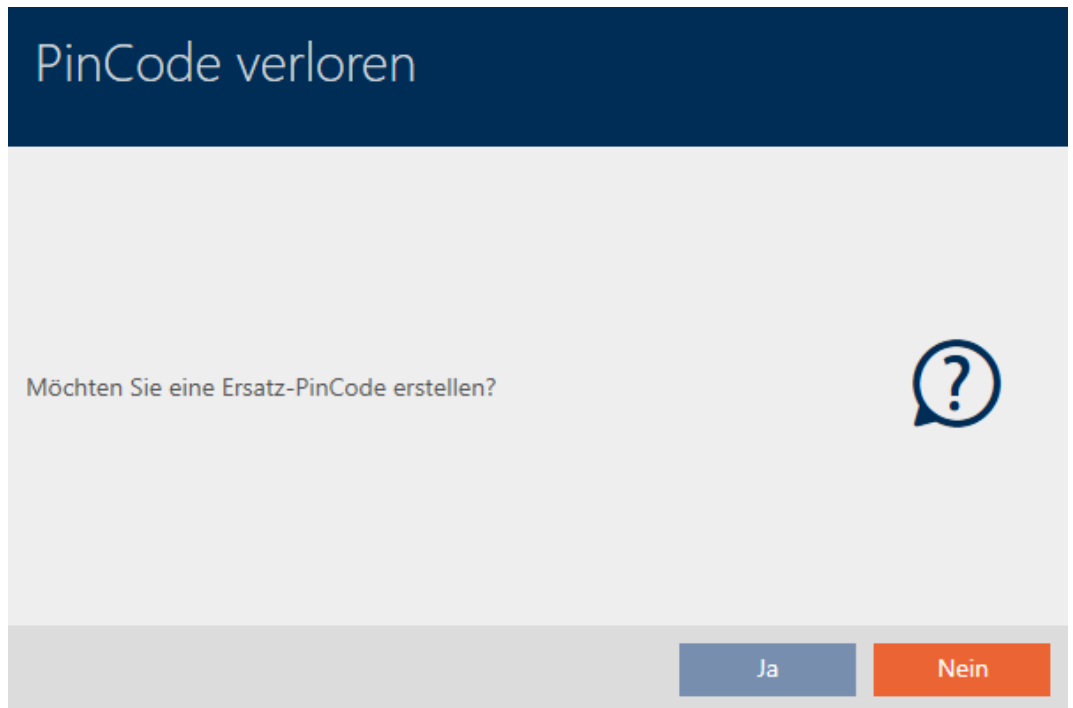 PinCode verloren
Möchten Sie eine Ersatz-PinCode erstellen?
?
Ja
Nein